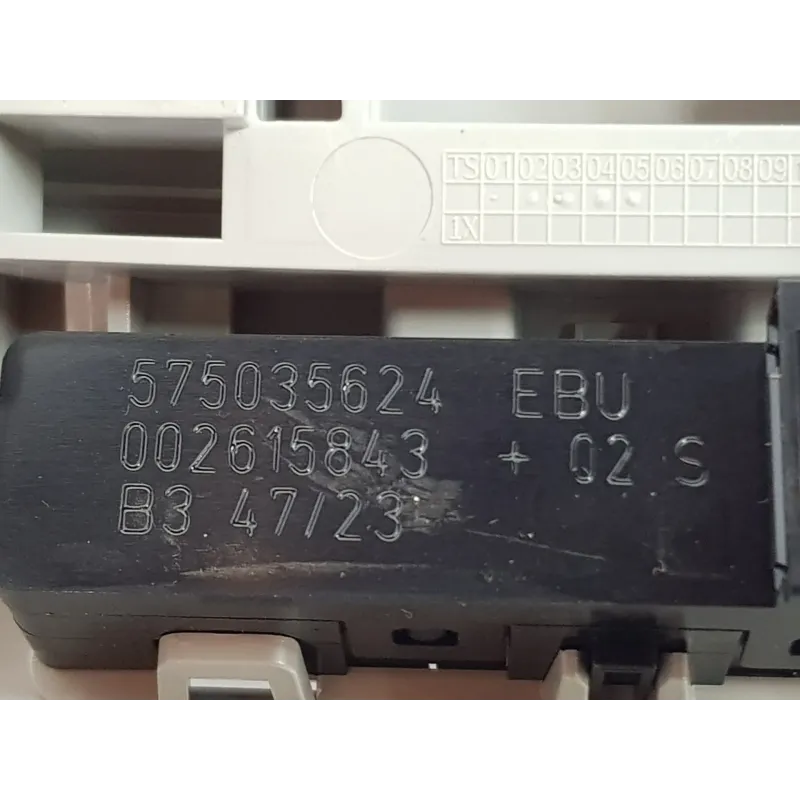 TS 01 02 03 04 05 06 07 08 09
1X
575035624 EBU
002615843 + 02 S
B3 47/23